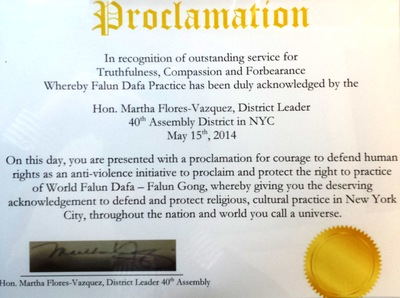 Proclamation
In recognition of outstanding service for
Truthfulness, Compassion and Forbearance
Whereby Falun Dafa Practice has been duly acknowledged by the
Hon. Martha Flores-Vazquez, District Leader
40th Assembly District in NYC
May 15th, 2014
On this day, you are presented with a proclamation for courage to defend human
rights as an anti-violence initiative to proclaim and protect the right to practice
of World Falun Dafa – Falun Gong, whereby giving you the deserving
acknowledgement to defend and protect religious, cultural practice in New York
City, throughout the nation and world you call a universe.
Hon. Martha Flores-Vazquez, District Leader 40th Assembly